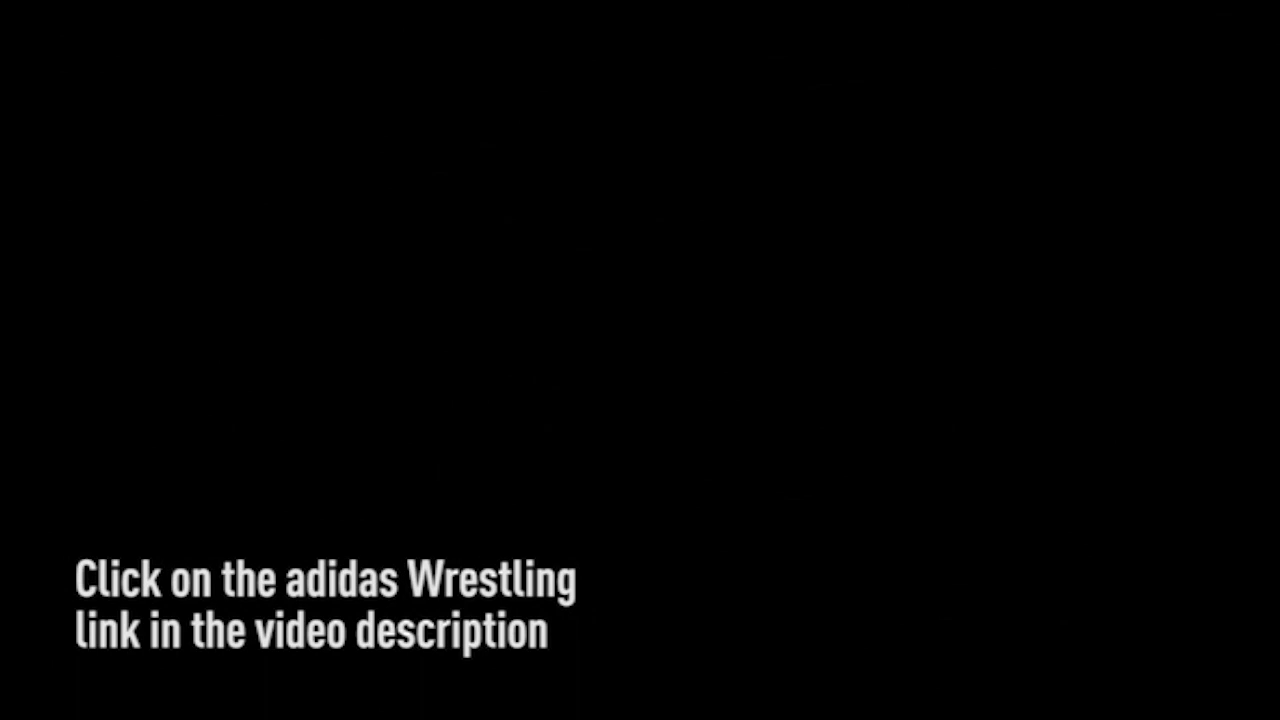 Click on the adidas Wrestling
link in the video description